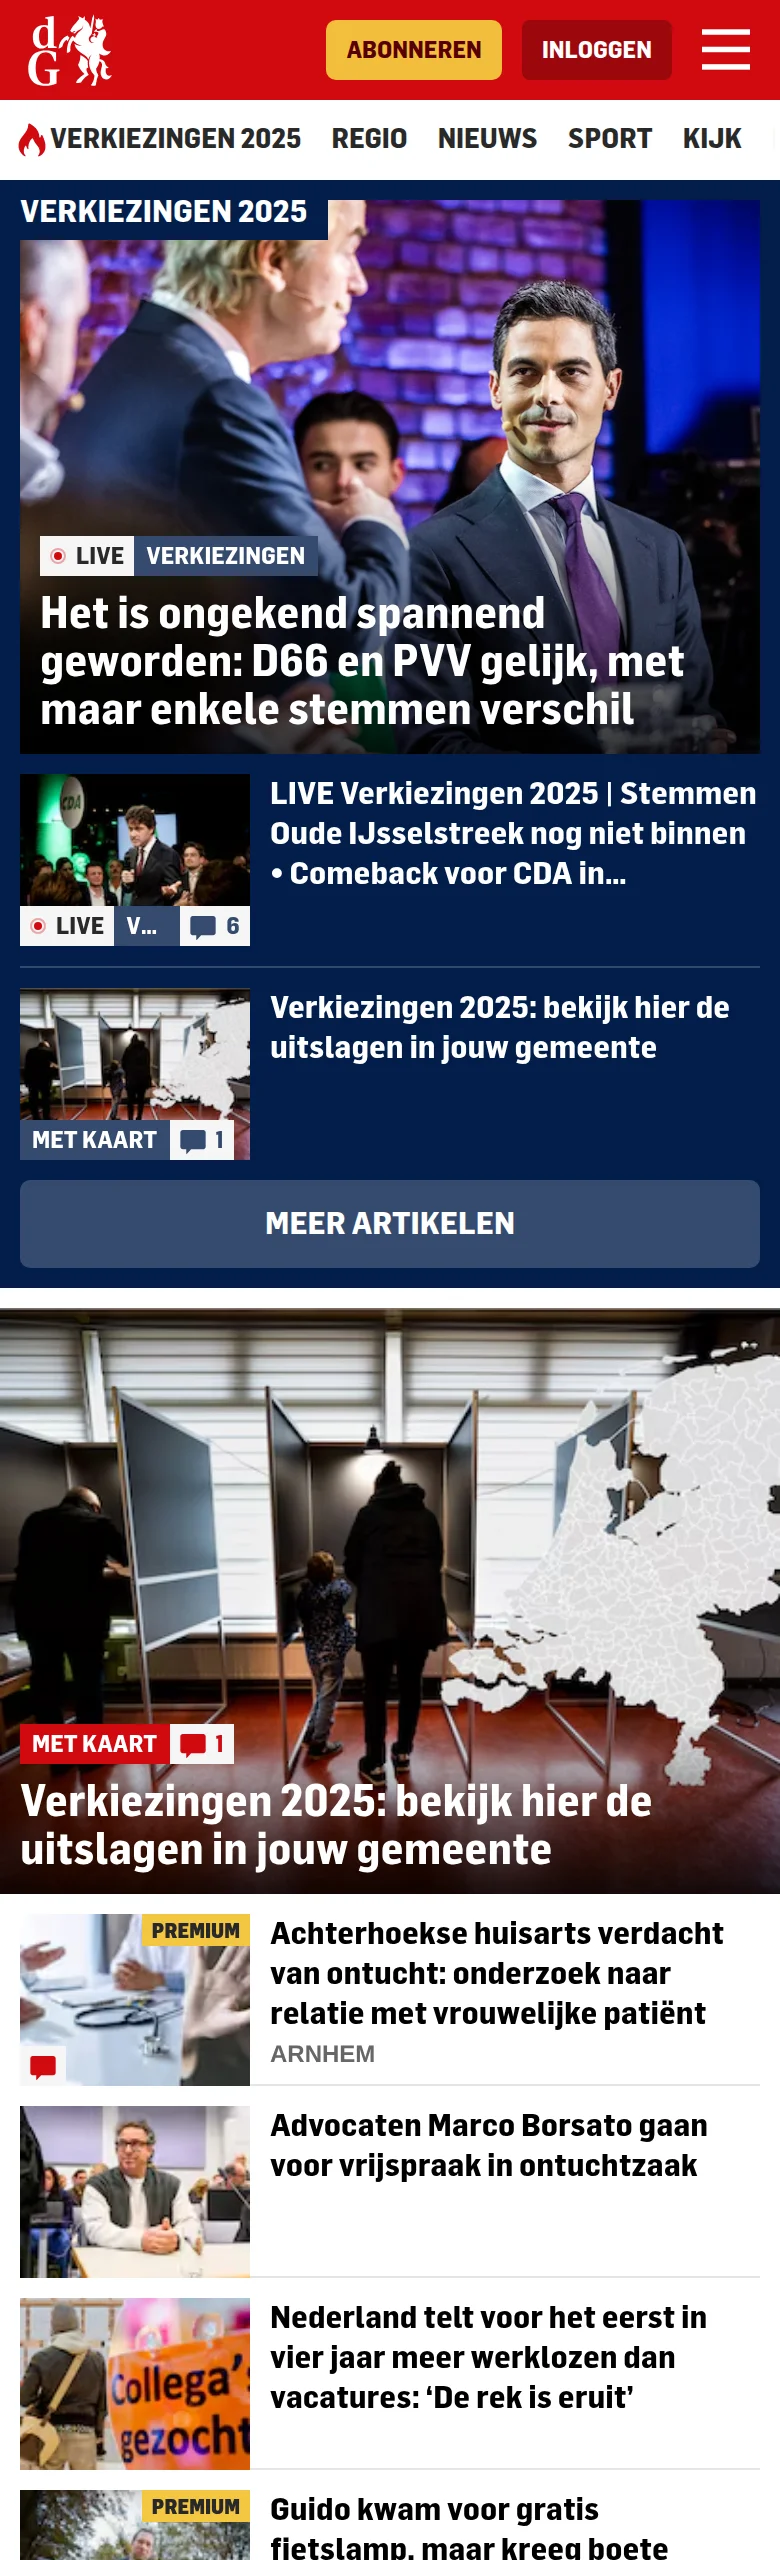 dG
ABONNEREN
INLOGGEN
VERKIEZINGEN 2025
REGIO
NIEUWS
SPORT
KIJK
VERKIEZINGEN 2025
LIVE
VERKIEZINGEN
Het is ongekend spannend
geworden: D66 en PVV gelijk, met
maar enkele stemmen verschil
CDA
LIVE
V...
6
LIVE Verkiezingen 2025 | Stemmen
Oude IJsselstreek nog niet binnen
• Comeback voor CDA in...
MET KAART
1
Verkiezingen 2025: bekijk hier de
uitslagen in jouw gemeente
MEER ARTIKELEN
MET KAART
1
Verkiezingen 2025: bekijk hier de
uitslagen in jouw gemeente
PREMIUM
Achterhoekse huisarts verdacht
van ontucht: onderzoek naar
relatie met vrouwelijke patiënt
ARNHEM
Advocaten Marco Borsato gaan
voor vrijspraak in ontuchtzaak
Collega's
gezocht
Nederland telt voor het eerst in
vier jaar meer werklozen dan
vacatures: ‘De rek is eruit’
PREMIUM
Guido kwam voor gratis
fietslamp, maar kreeg boete